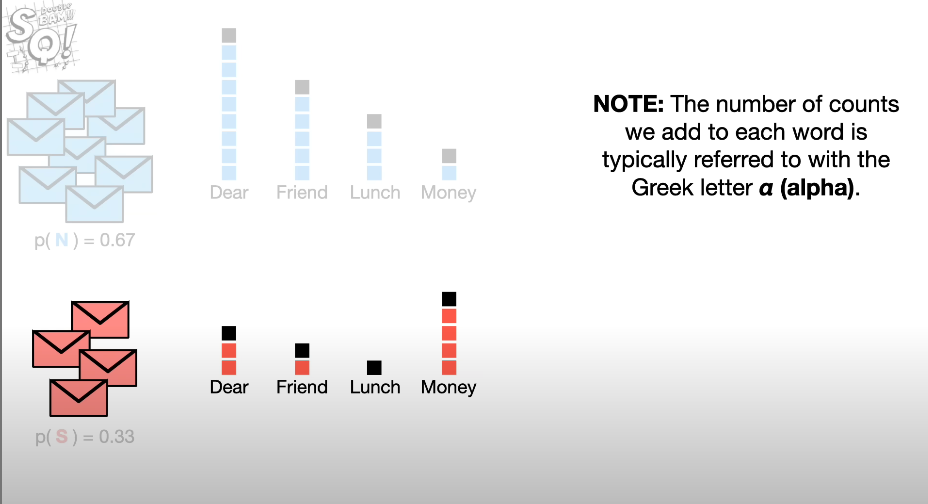 SQ!
DOUBLE
BAM!!!
NOTE: The number of counts
we add to each word is
typically referred to with the
Greek letter α (alpha).
Dear Friend Lunch Money
p( N ) = 0.67
Dear Friend Lunch Money
p( S ) = 0.33